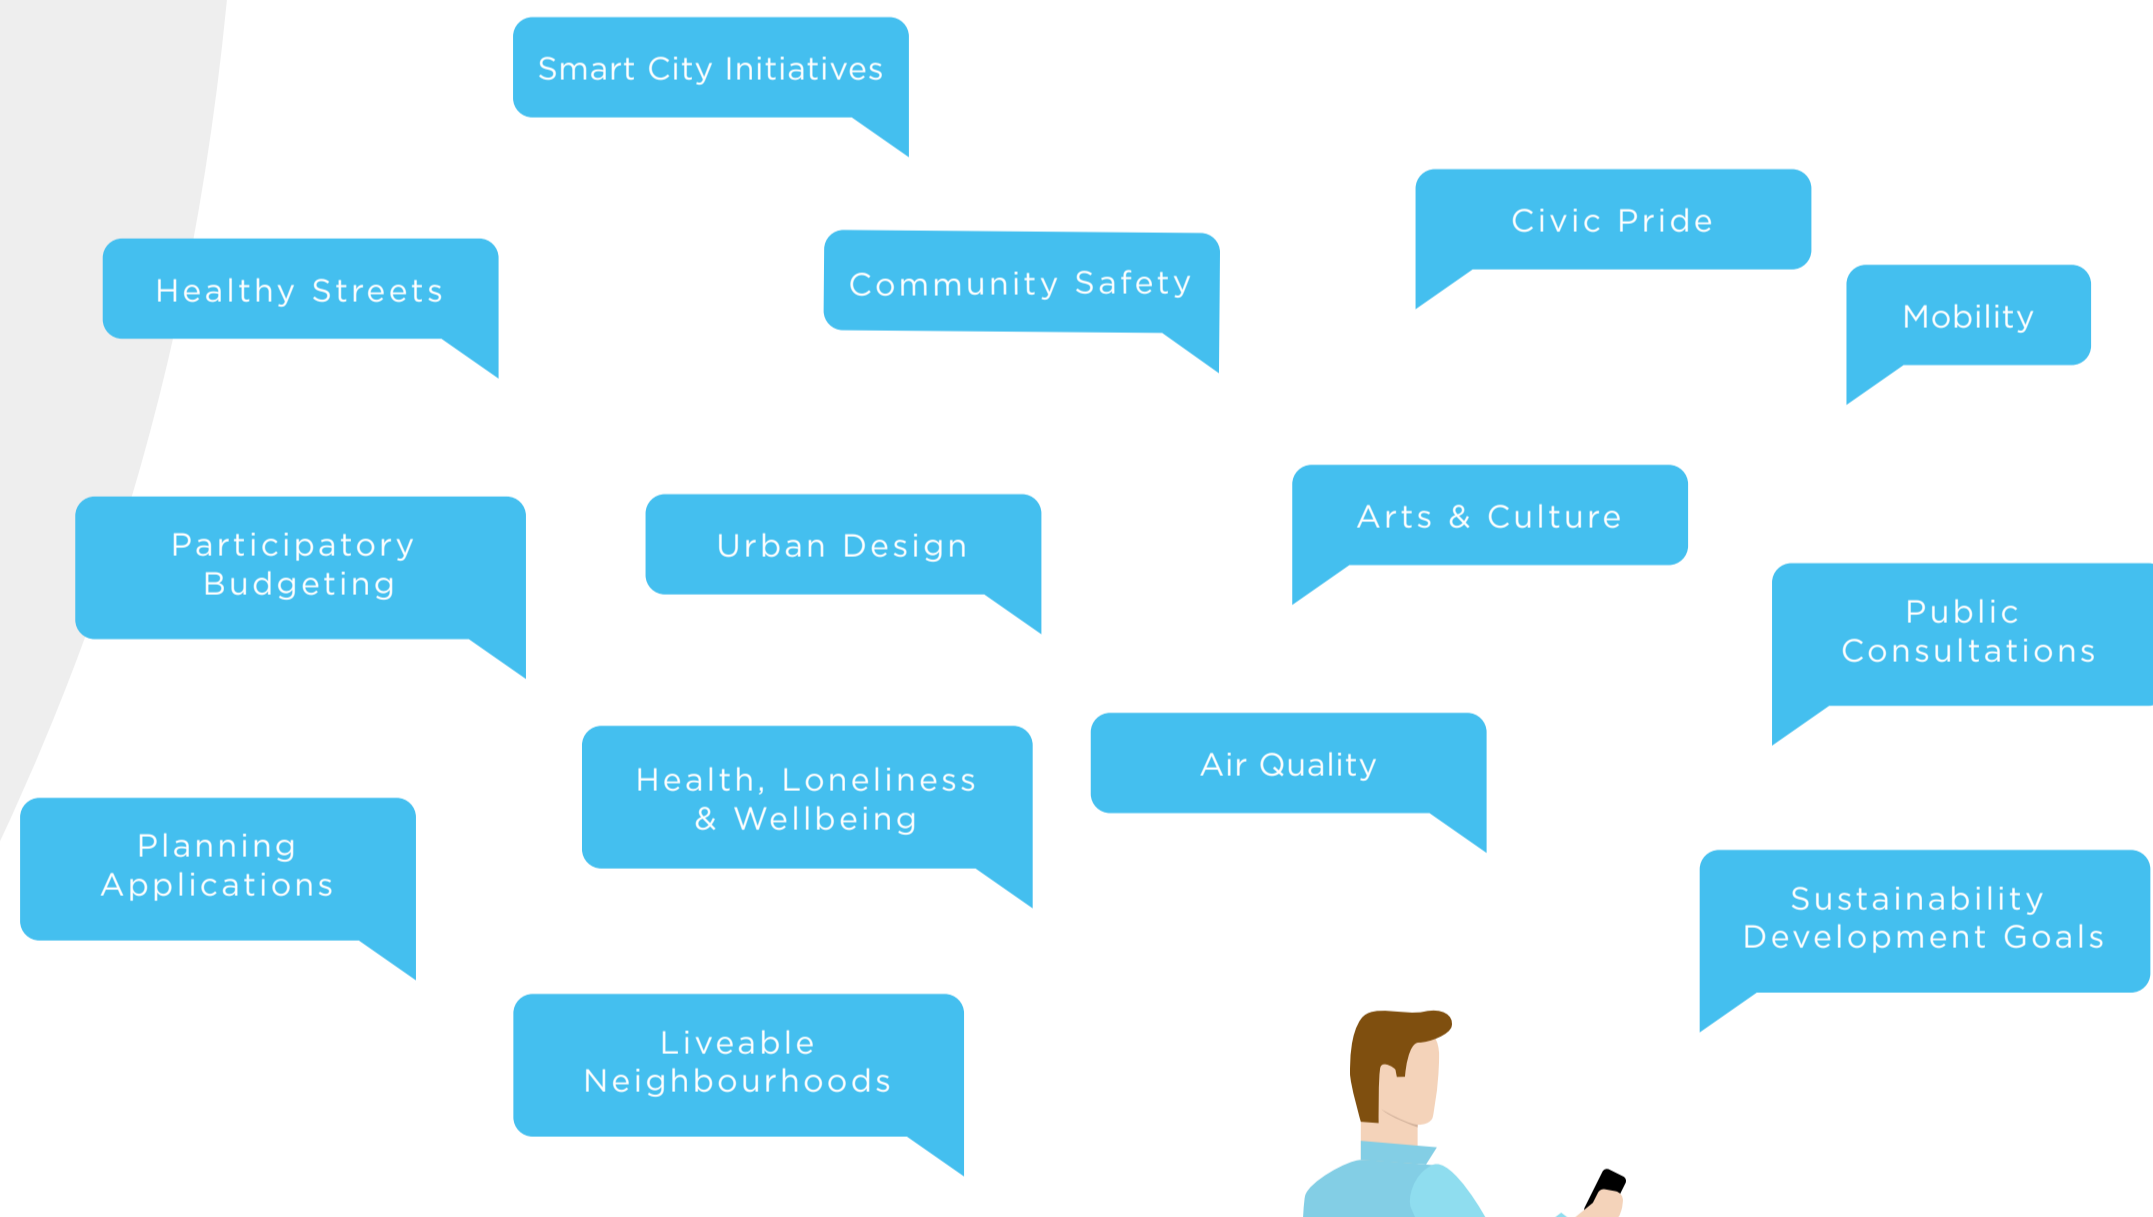 Smart City Initiatives
Civic Pride
Healthy Streets
Community Safety
Mobility
Participatory
Budgeting
Urban Design
Arts & Culture
Public
Consultations
Health, Loneliness
& Wellbeing
Air Quality
Planning
Applications
Sustainability
Development Goals
Liveable
Neighbourhoods